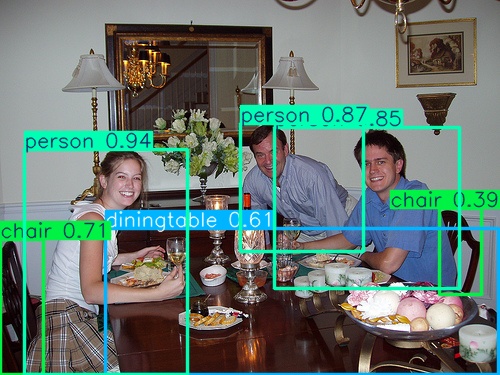 person 0.87
.85
person 0.94
chair 0.39
diningtable 0.61
chair 0.71